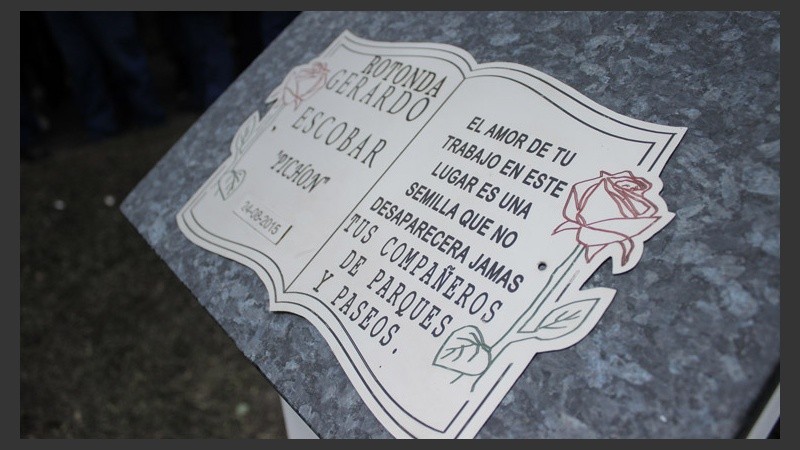 ROTONDA
GERARDO
ESCOBAR
"PICHON"
04-08-2015
EL AMOR DE TU
TRABAJO EN ESTE
LUGAR ES UNA
SEMILLA QUE NO
DESAPARECERA JAMAS
TUS COMPAÑEROS
DE PARQUES
Y PASEOS.